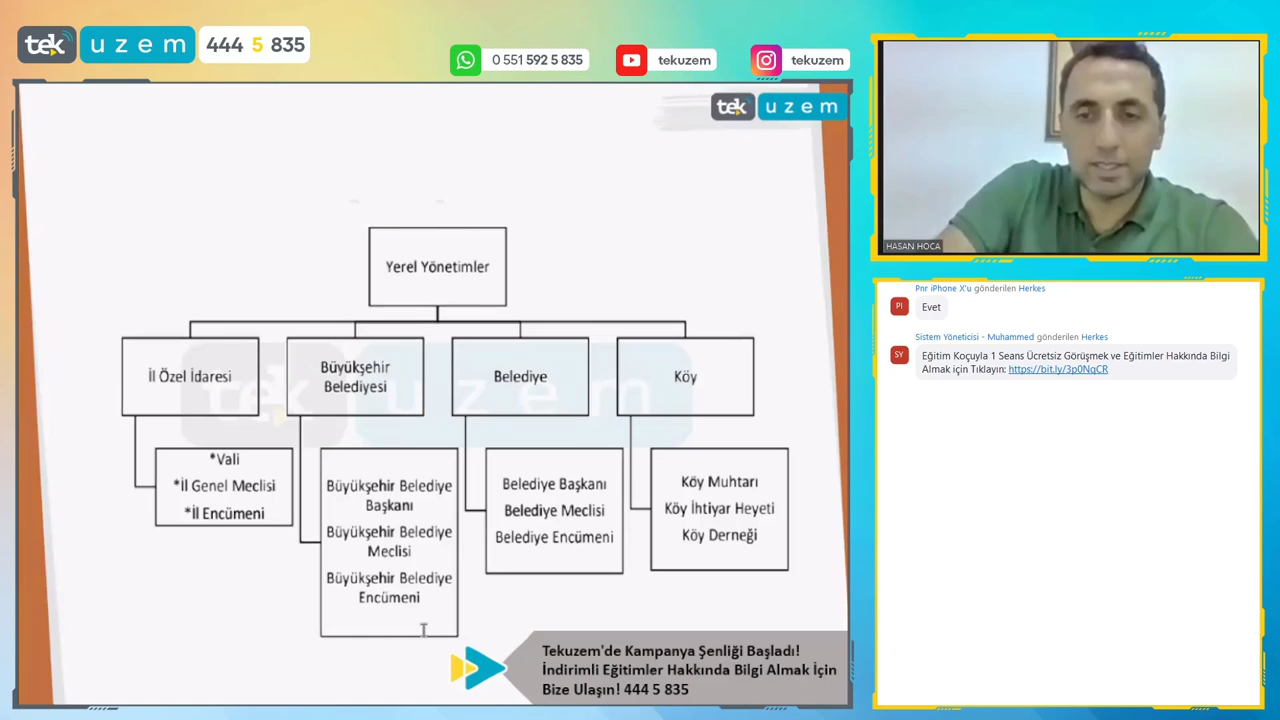 tek uzem 444 5 835
0 551 592 5 835
tekuzem
tekuzem
tek uzem
Yerel Yönetimler
İl Özel İdaresi
Büyükşehir
Belediyesi
Belediye
Köy
tek uzem
*Vali
*İl Genel Meclisi
*İl Encümeni
Büyükşehir Belediye
Başkanı
Büyükşehir Belediye
Meclisi
Büyükşehir Belediye
Encümeni
Belediye Başkanı
Belediye Meclisi
Belediye Encümeni
Köy Muhtarı
Köy İhtiyar Heyeti
Köy Derneği
Tekuzem'de Kampanya Şenliği Başladı!
İndirimli Eğitimler Hakkında Bilgi Almak İçin
Bize Ulaşın! 444 5 835
HASAN HOCA
Pnr iPhone X'u gönderilen Herkes
PI
Evet
Sistem Yöneticisi - Muhammed gönderilen Herkes
SY
Eğitim Koçuyla 1 Seans Ücretsiz Görüşmek ve Eğitimler Hakkında Bilgi
Almak için Tıklayın: https://bit.ly/3p0NqCR